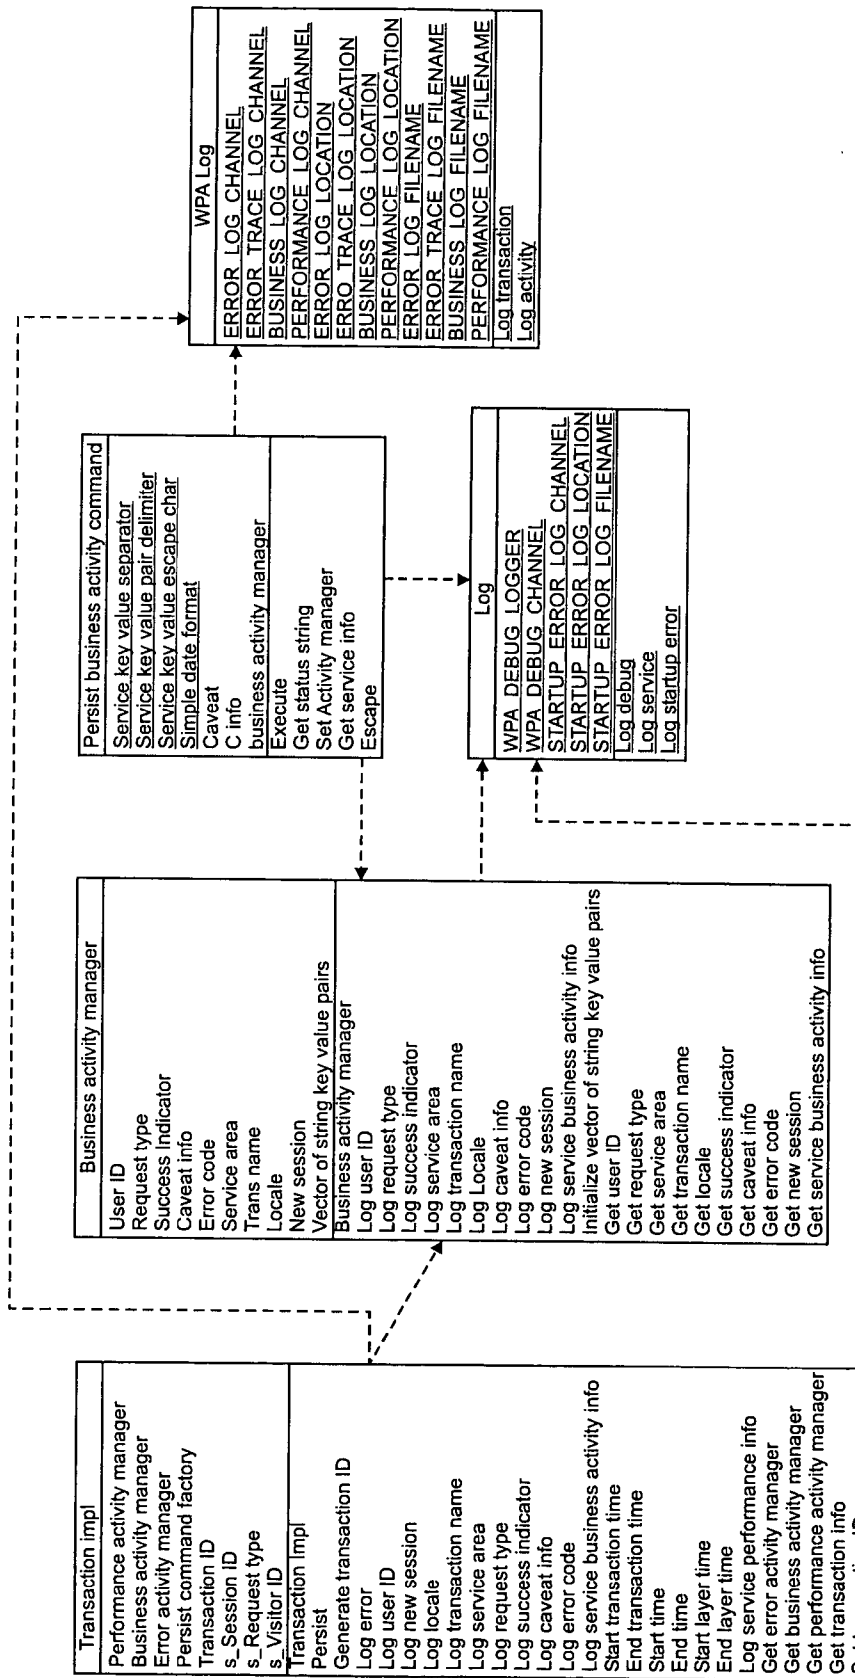 Transaction impl
Performance activity manager
Business activity manager
Error activity manager
Persist command factory
Transaction ID
s_Session ID
s_Request type
s_Visitor ID
Transaction Impl
Persist
Generate transaction ID
Log error
Log user ID
Log new session
Log locale
Log transaction name
Log service area
Log request type
Log success indicator
Log caveat info
Log error code
Log service business activity info
Start transaction time
End transaction time
Start time
End time
Start layer time
End layer time
Log service performance info
Get error activity manager
Get business activity manager
Get performance activity manager
Get transaction info
Business activity manager
User ID
Request type
Success Indicator
Caveat info
Error code
Service area
Trans name
Locale
New session
Vector of string key value pairs
Business activity manager
Log user ID
Log request type
Log success indicator
Log service area
Log transaction name
Log Locale
Log caveat info
Log error code
Log new session
Log service business activity info
Initialize vector of string key value pairs
Get user ID
Get request type
Get service area
Get transaction name
Get locale
Get success indicator
Get caveat info
Get error code
Get new session
Get service business activity info
Persist business activity command
Service key value separator
Service key value pair delimiter
Service key value escape char
Simple date format
Caveat
C info
business activity manager
Execute
Get status string
Set Activity manager
Get service info
Escape
Log
WPA DEBUG LOGGER
WPA DEBUG CHANNEL
STARTUP ERROR LOG CHANNEL
STARTUP ERROR LOG LOCATION
STARTUP ERROR LOG FILENAME
Log debug
Log service
Log startup error
WPA Log
ERROR LOG CHANNEL
ERROR TRACE LOG CHANNEL
BUSINESS LOG CHANNEL
PERFORMANCE LOG CHANNEL
ERROR LOG LOCATION
ERRO TRACE LOG LOCATION
BUSINESS LOG LOCATION
PERFORMANCE LOG LOCATION
ERROR LOG FILENAME
ERROR TRACE LOG FILENAME
BUSINESS LOG FILENAME
PERFORMANCE LOG FILENAME
Log transaction
Log activity